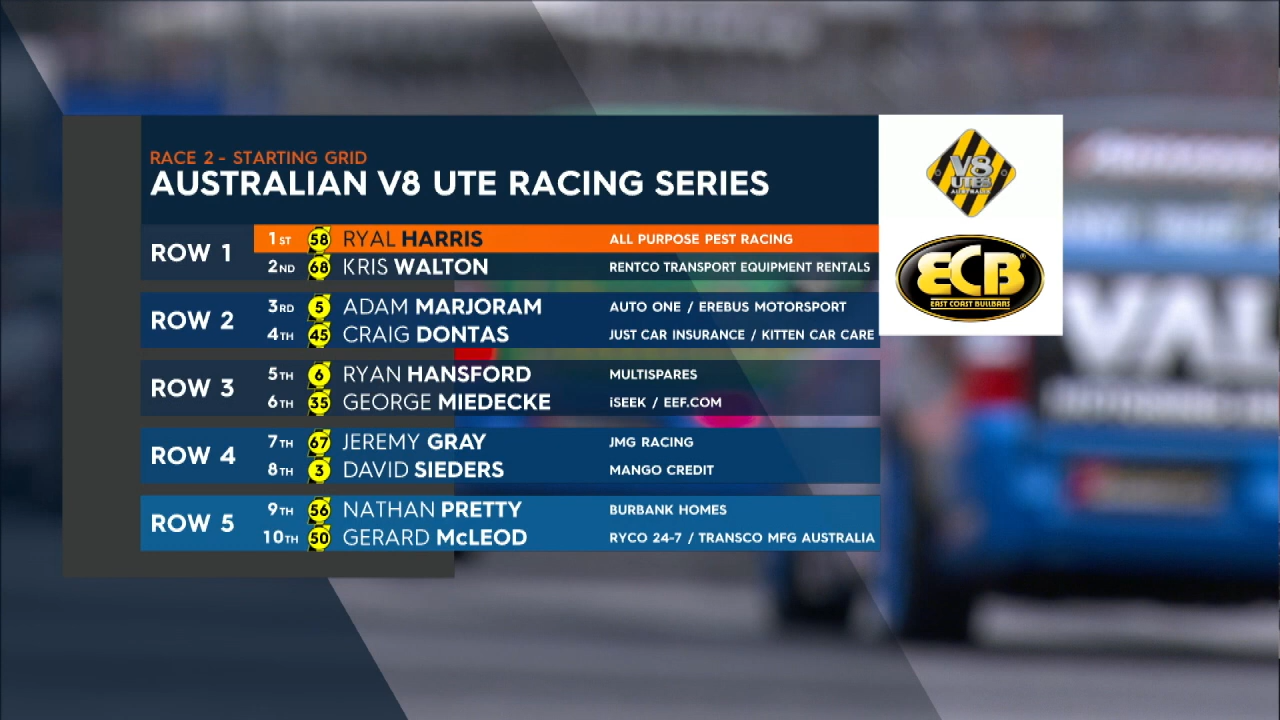 RACE 2 - STARTING GRID
AUSTRALIAN V8 UTE RACING SERIES
V8
UTES
AUSTRALIA
ECB®
EAST COAST BULLBARS
ROW 1
1ST 58 RYAL HARRIS ALL PURPOSE PEST RACING
2ND 68 KRIS WALTON RENTCO TRANSPORT EQUIPMENT RENTALS
ROW 2
3RD 5 ADAM MARJORAM AUTO ONE / EREBUS MOTORSPORT
4TH 45 CRAIG DONTAS JUST CAR INSURANCE / KITTEN CAR CARE
ROW 3
5TH 6 RYAN HANSFORD MULTISPARES
6TH 35 GEORGE MIEDECKE iSEEK / EEF.COM
ROW 4
7TH 67 JEREMY GRAY JMG RACING
8TH 3 DAVID SIEDERS MANGO CREDIT
ROW 5
9TH 56 NATHAN PRETTY BURBANK HOMES
10TH 50 GERARD McLEOD RYCO 24-7 / TRANSCO MFG AUSTRALIA